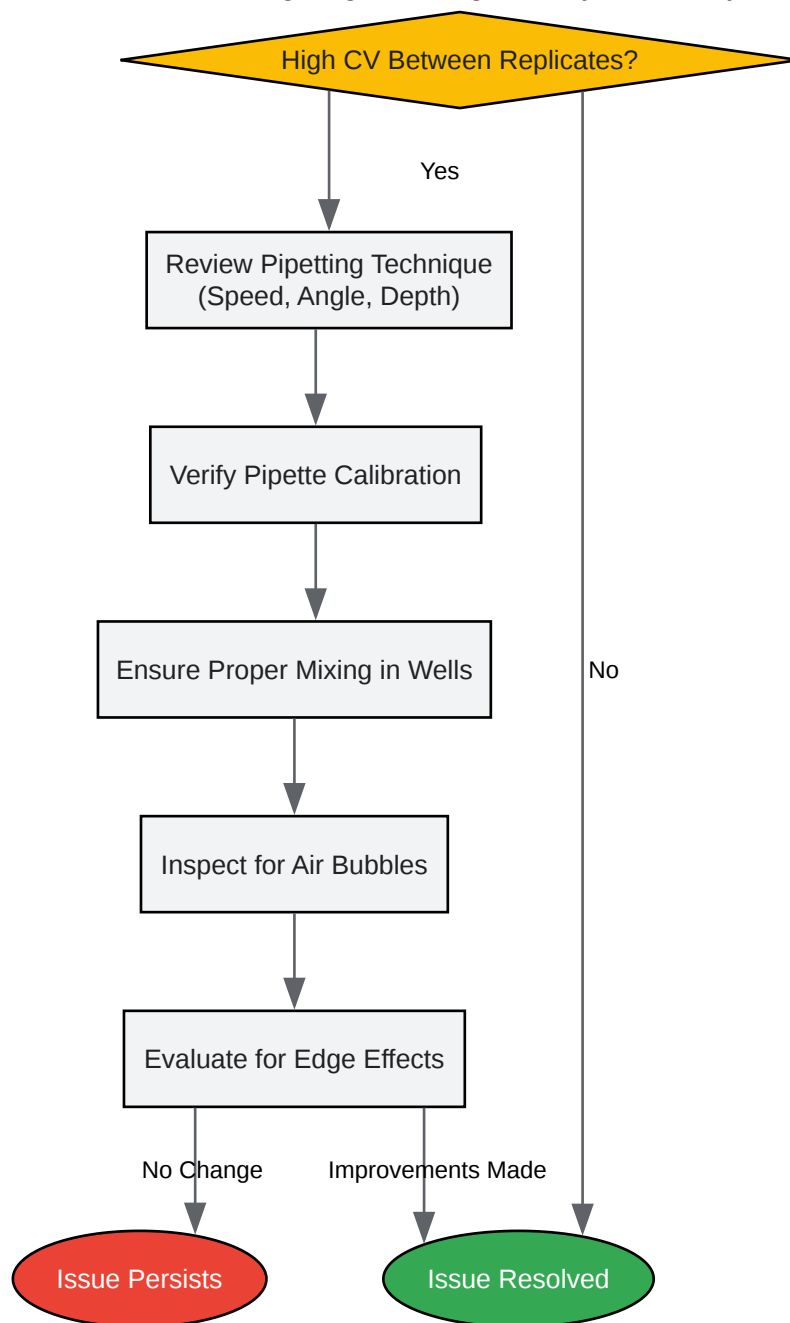 High CV Between Replicates?
Yes
Review Pipetting Technique
(Speed, Angle, Depth)
Verify Pipette Calibration
Ensure Proper Mixing in Wells
No
Inspect for Air Bubbles
Evaluate for Edge Effects
No Change
Improvements Made
Issue Persists
Issue Resolved